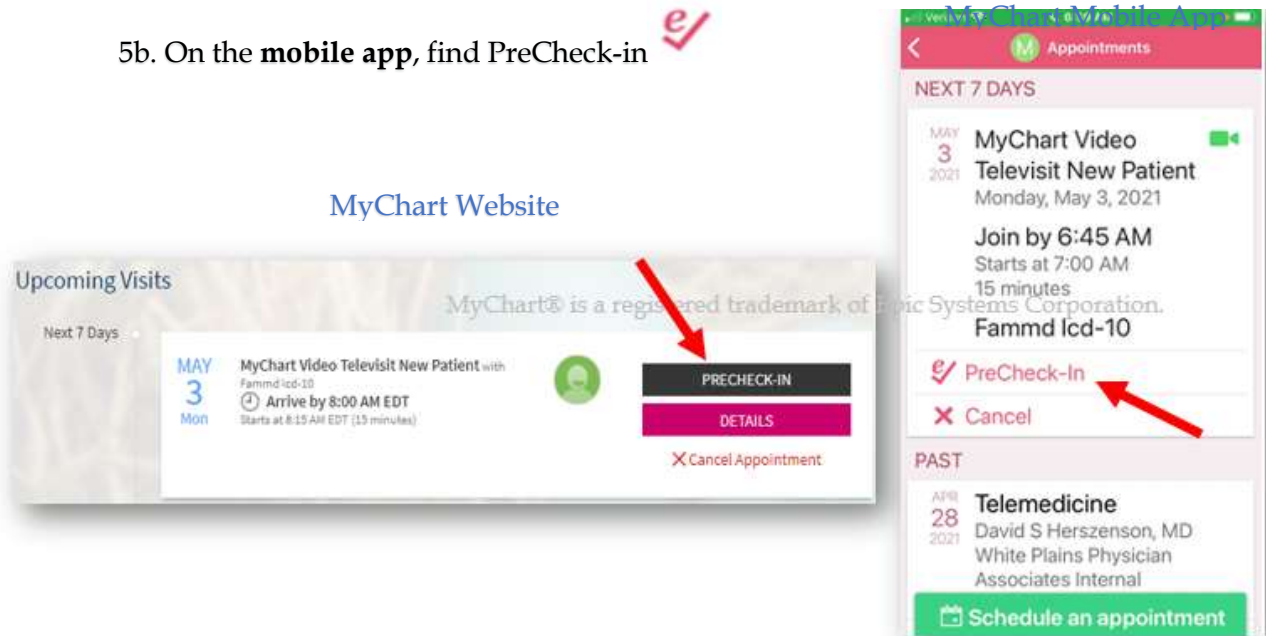 5b. On the mobile app, find PreCheck-in
MyChart Website
Upcoming Visits
Next 7 Days
MAY
3
Mon
MyChart Video Televisit New Patient with
Fammd Icd-10
Arrive by 8:00 AM EDT
Starts at 8:15 AM EDT (15 minutes)
PRECHECK-IN
DETAILS
Cancel Appointment
MyChart® is a registered trademark of Epic Systems Corporation.
MyChart Mobile App
M
Appointments
NEXT 7 DAYS
MAY
3
2021
MyChart Video
Televisit New Patient
Monday, May 3, 2021
Join by 6:45 AM
Starts at 7:00 AM
15 minutes
Fammd Icd-10
PreCheck-In
Cancel
PAST
APR
28
2021
Telemedicine
David S Herszenson, MD
White Plains Physician
Associates Internal
Schedule an appointment